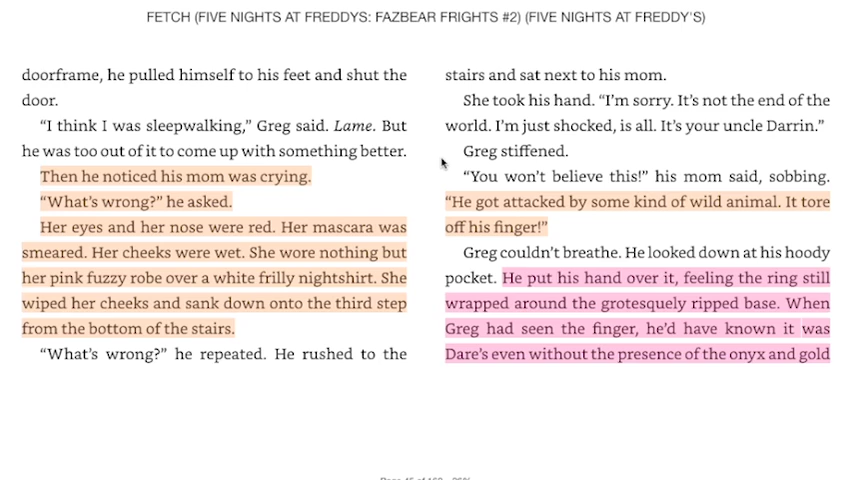 FETCH (FIVE NIGHTS AT FREDDYS: FAZBEAR FRIGHTS #2) (FIVE NIGHTS AT FREDDY'S)
doorframe, he pulled himself to his feet and shut the
door.
“I think I was sleepwalking,” Greg said. Lame. But
he was too out of it to come up with something better.
Then he noticed his mom was crying.
“What’s wrong?” he asked.
Her eyes and her nose were red. Her mascara was
smeared. Her cheeks were wet. She wore nothing but
her pink fuzzy robe over a white frilly nightshirt. She
wiped her cheeks and sank down onto the third step
from the bottom of the stairs.
“What’s wrong?” he repeated. He rushed to the
stairs and sat next to his mom.
She took his hand. “I’m sorry. It’s not the end of the
world. I’m just shocked, is all. It’s your uncle Darrin.”
Greg stiffened.
“You won’t believe this!” his mom said, sobbing.
“He got attacked by some kind of wild animal. It tore
off his finger!”
Greg couldn’t breathe. He looked down at his hoody
pocket. He put his hand over it, feeling the ring still
wrapped around the grotesquely ripped base. When
Greg had seen the finger, he’d have known it was
Dare’s even without the presence of the onyx and gold